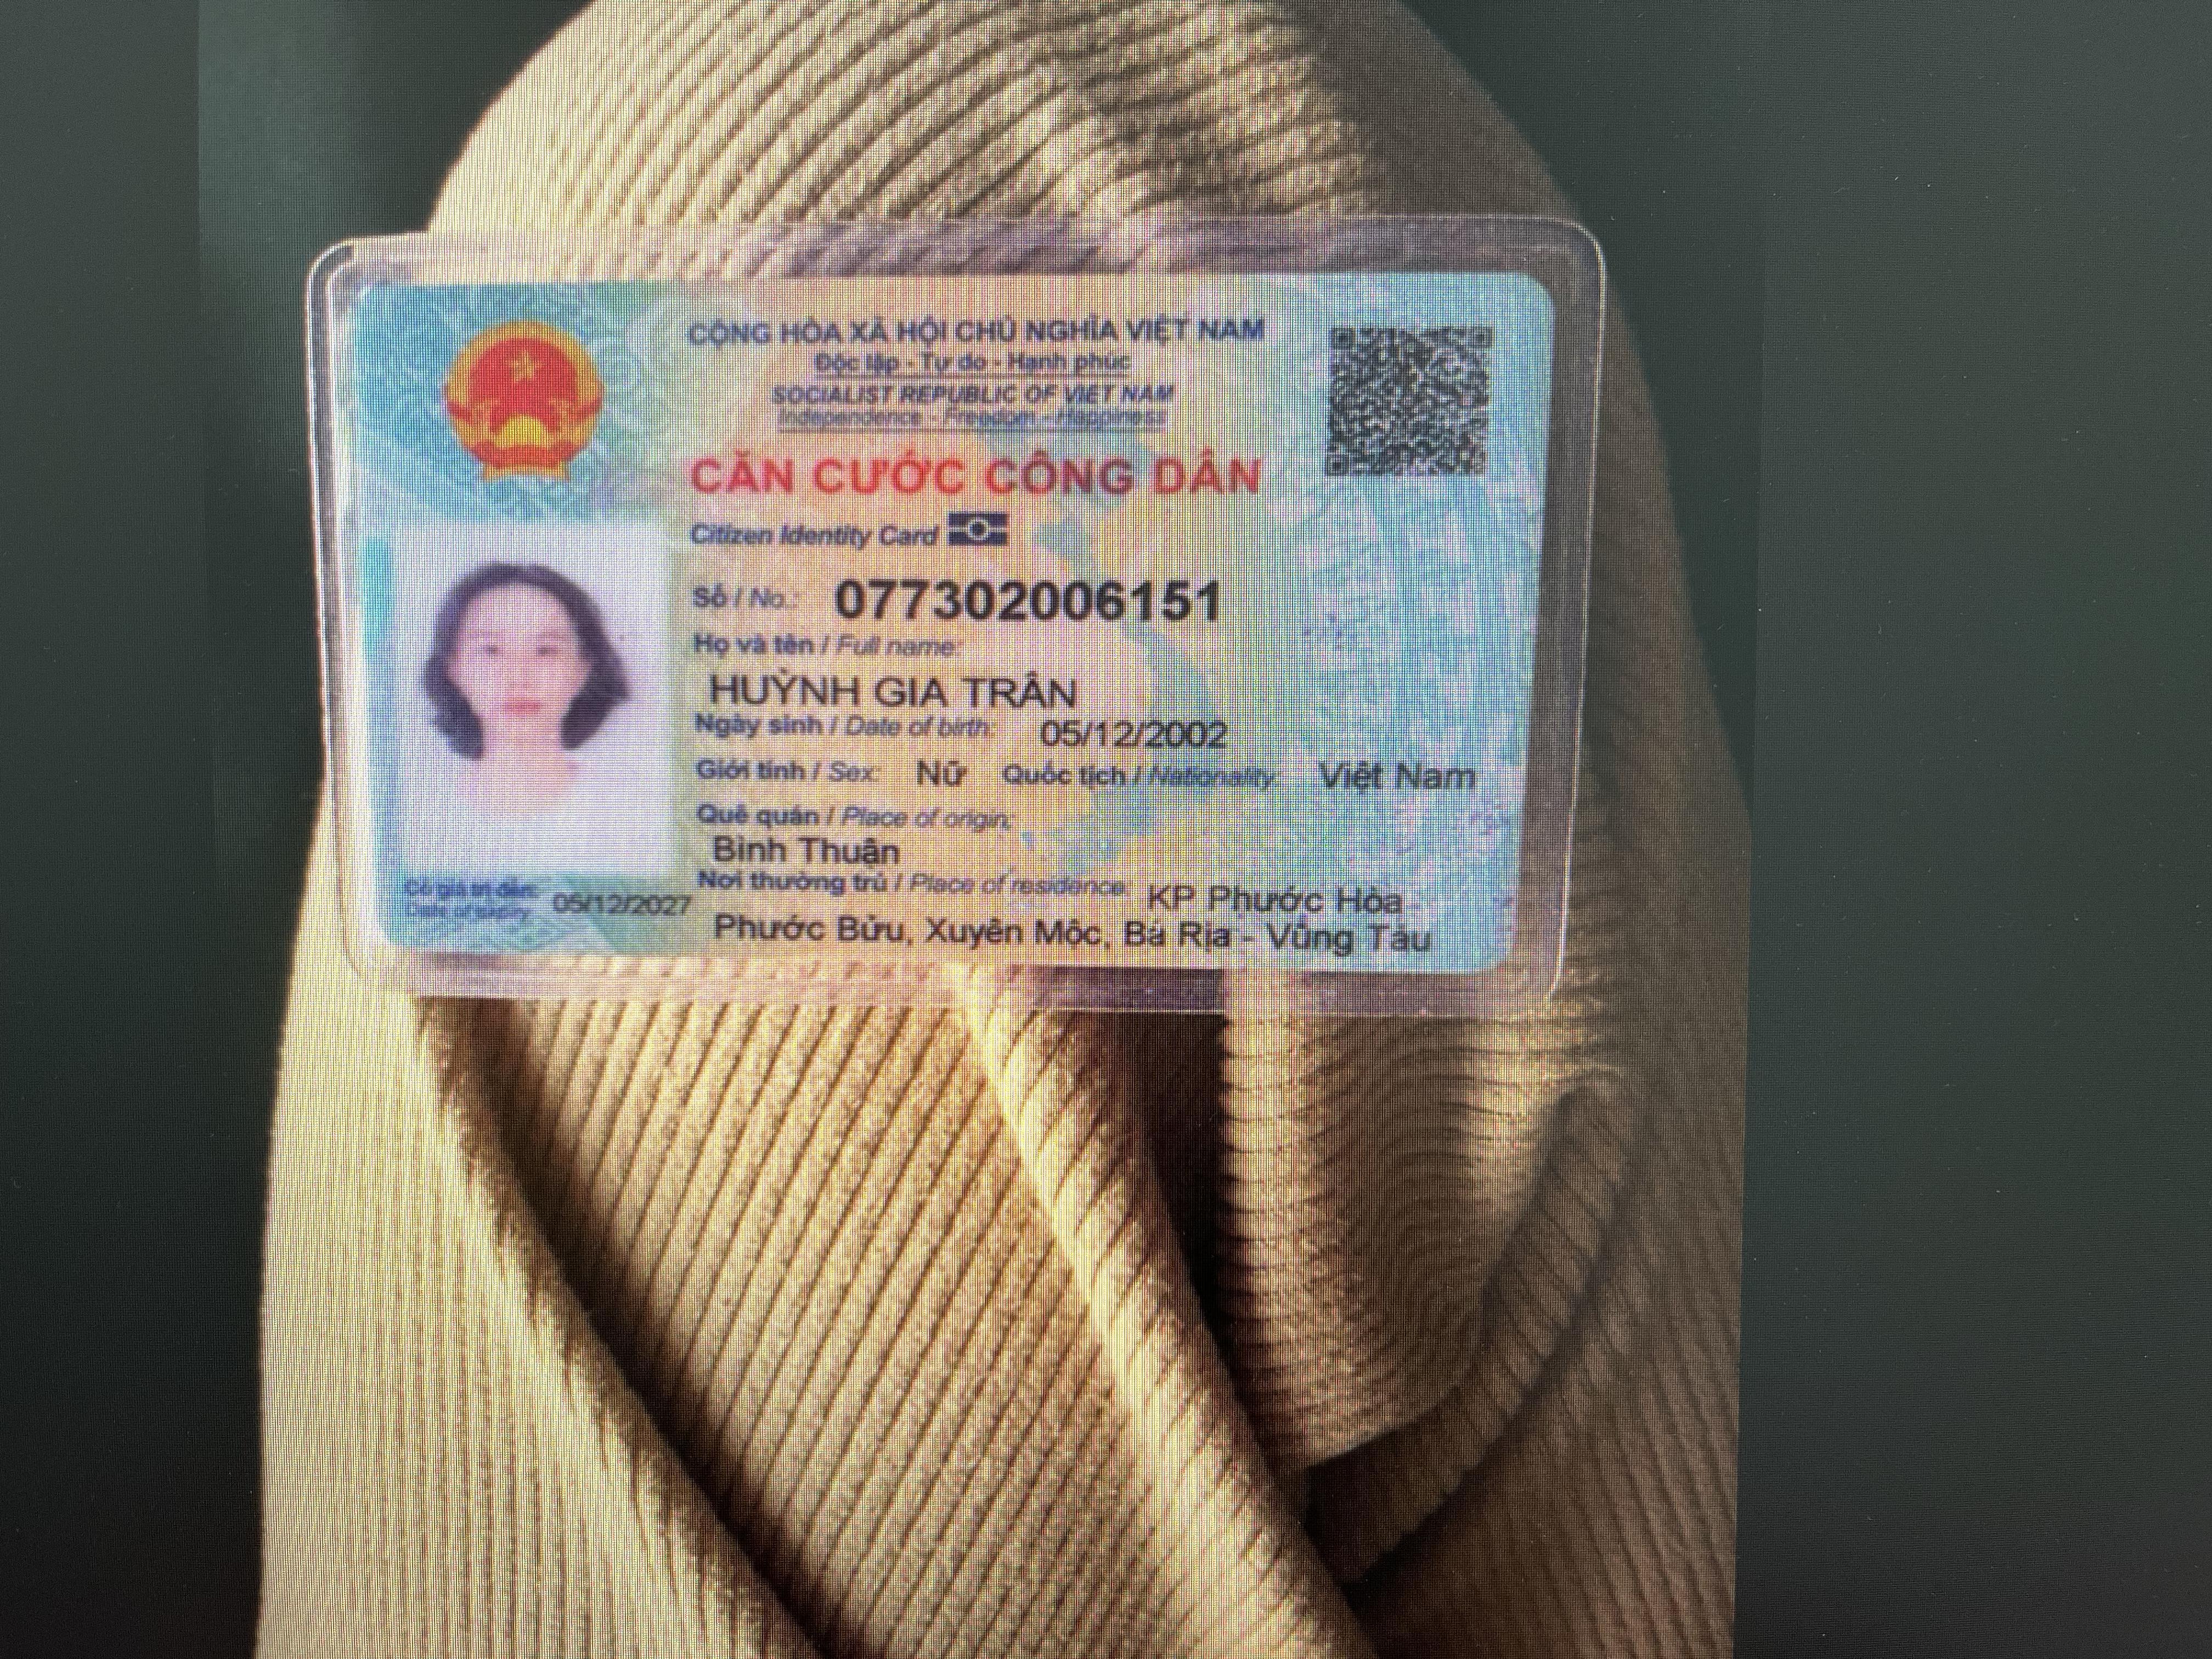 CỘNG HÒA XÃ HỘI CHỦ NGHĨA VIỆT NAM
Độc lập - Tự do - Hạnh phúc
SOCIALIST REPUBLIC OF VIET NAM
Independence - Freedom - Happiness
CĂN CƯỚC CÔNG DÂN
Citizen Identity Card
Số / No.: 077302006151
Họ và tên / Full name:
HUỲNH GIA TRÂN
Ngày sinh / Date of birth: 05/12/2002
Giới tính / Sex: Nữ Quốc tịch / Nationality: Việt Nam
Quê quán / Place of origin:
Bình Thuận
Nơi thường trú / Place of residence: KP Phước Hòa
Phước Bửu, Xuyên Mộc, Bà Rịa - Vũng Tàu
Có giá trị đến: 05/12/2027
Date of expiry